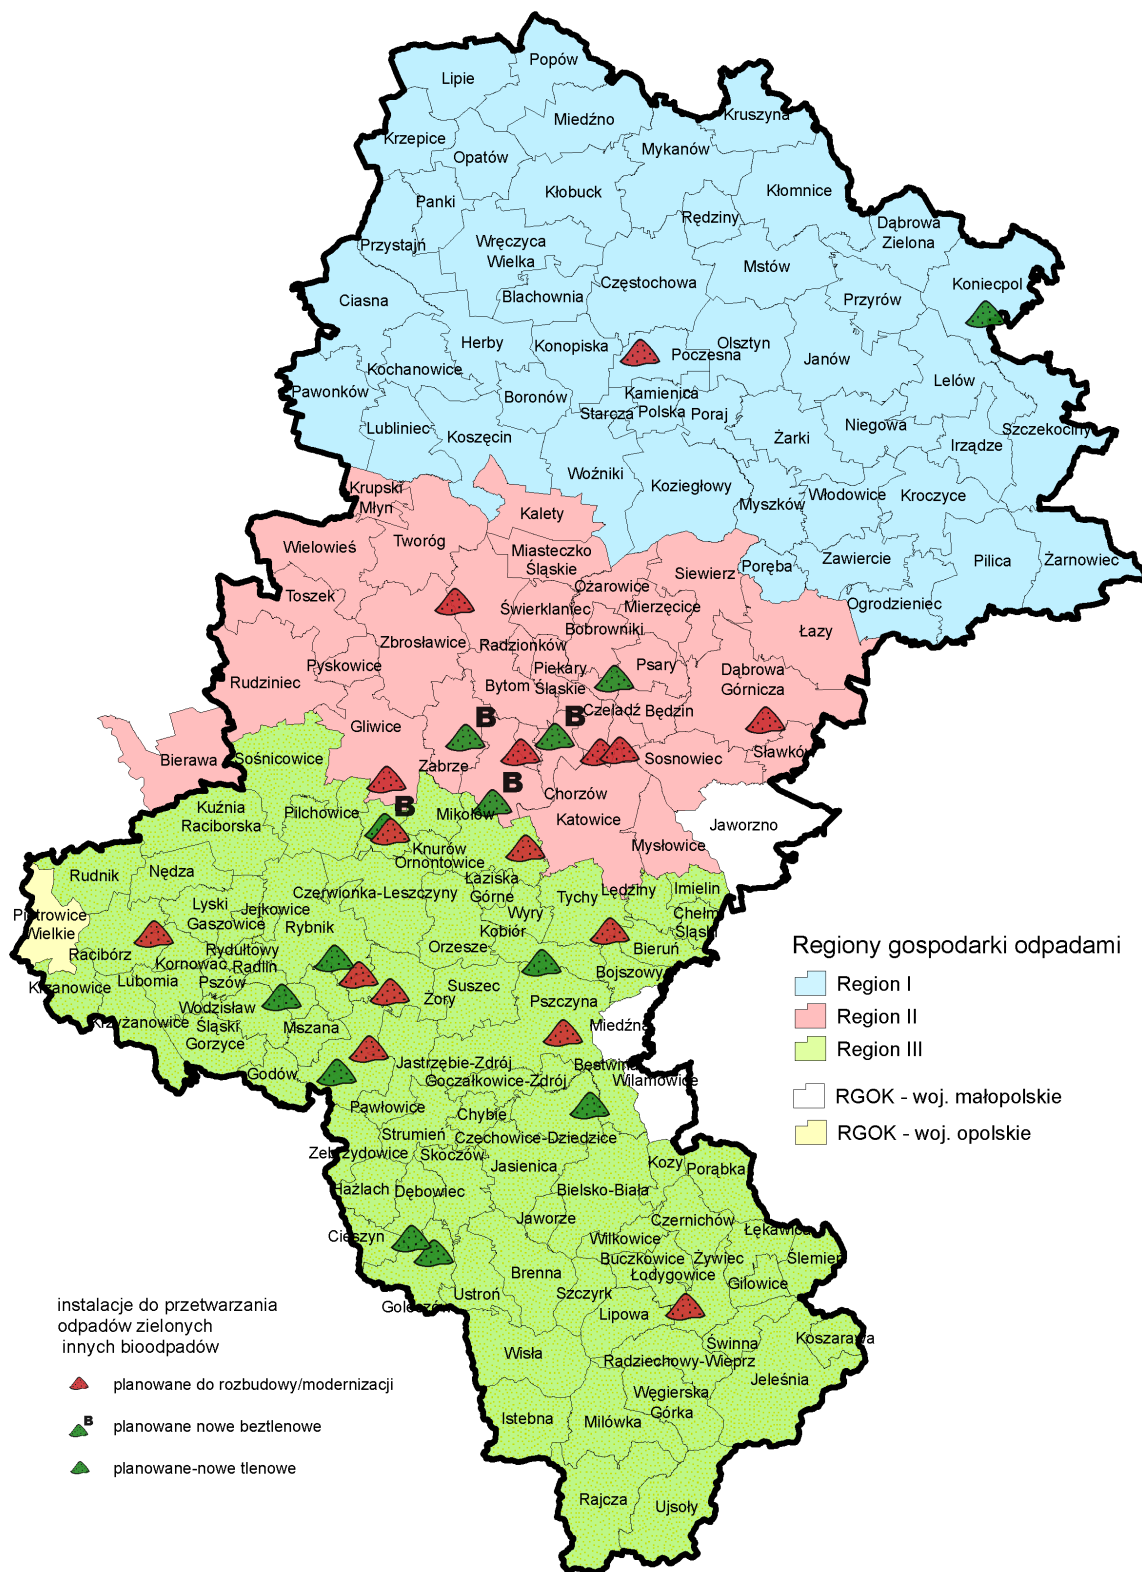 Popów
Lipie
Kruszyna
Miedźno
Krzepice
Mykanów
Opatów
Kłobuck
Kłomnice
Panki
Rędziny
Dąbrowa
Zielona
Przystajń
Wręczyca
Wielka
Mstów
Częstochowa
Koniecpol
Blachownia
Ciasna
Przyrów
Herby
Konopiska
Olsztyn
Poczesna
Janów
Kochanowice
Lelów
Pawonków
Boronów
Kamienica
Polska
Starcza
Poraj
Niegowa
Lubliniec
Koszęcin
Żarki
Szczekociny
Irządze
Woźniki
Koziegłowy
Krupski
Młyn
Myszków
Włodowice
Kroczyce
Kalety
Tworóg
Wielowieś
Miasteczko
Śląskie
Zawiercie
Pilica
Żarnowiec
Poręba
Siewierz
Ożarowice
Toszek
Świerklaniec
Mierzęcice
Ogrodzieniec
Bobrowniki
Łazy
Zbrosławice
Radzionków
Pyskowice
Piekary
Śląskie
Psary
Dąbrowa
Górnicza
Rudziniec
Bytom
Czeladź
Będzin
B
B
Gliwice
Sławków
Bierawa
Sośnicowice
Zabrze
Sosnowiec
B
Chorzów
B
Kuźnia
Raciborska
Pilchowice
Mikołów
Katowice
Jaworzno
Knurów
Mysłowice
Ornontowice
Rudnik
Nędza
Łaziska
Górne
Czerwionka-Leszczyny
Tychy
Lędziny
Imielin
Lyski
Jejkowice
Wyry
Chełm
Śląski
Piotrowice
Wielkie
Gaszowice
Rybnik
Kobiór
Racibórz
Rydułtowy
Orzesze
Bieruń
Kornowac
Radlin
Bojszowy
Krzanowice
Lubomia
Pszów
Suszec
Żory
Pszczyna
Wodzisław
Śląski
Krzyżanowice
Mszana
Miedźna
Gorzyce
Jastrzębie-Zdrój
Bestwina
Godów
Goczałkowice-Zdrój
Wilamowice
Pawłowice
Chybie
Strumień
Czechowice-Dziedzice
Zebrzydowice
Skoczów
Jasienica
Kozy
Porąbka
Hażlach
Dębowiec
Bielsko-Biała
Jaworze
Czernichów
Łękawica
Cieszyn
Wilkowice
Buczkowice
Żywiec
Ślemień
Brenna
Łodygowice
Gilowice
Ustroń
Szczyrk
Goleszów
Lipowa
Koszarawa
Świnna
Wisła
Radziechowy-Wieprz
Jeleśnia
Węgierska
Górka
Istebna
Milówka
Rajcza
Ujsoły
Regiony gospodarki odpadami
Region I
Region II
Region III
RGOK - woj. małopolskie
RGOK - woj. opolskie
instalacje do przetwarzania
odpadów zielonych
innych bioodpadów
planowane do rozbudowy/modernizacji
B
planowane nowe beztlenowe
planowane-nowe tlenowe